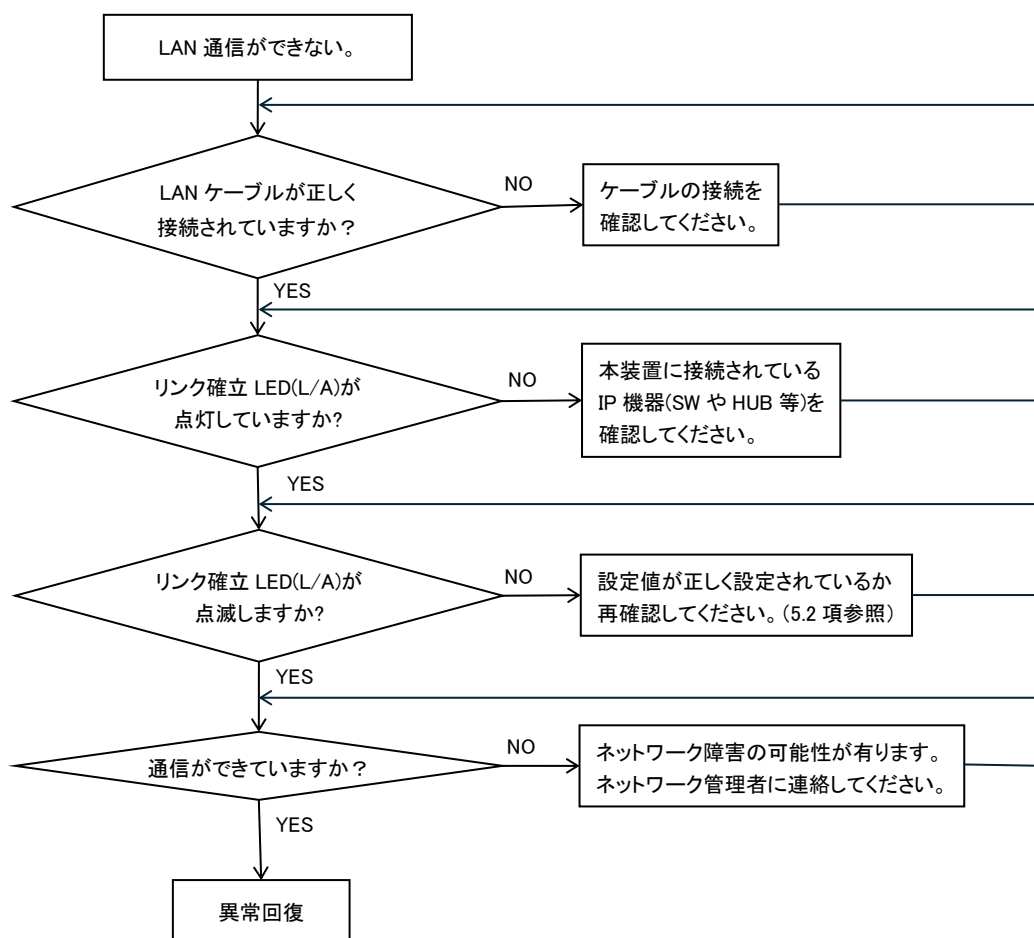 LAN 通信ができない。
LAN ケーブルが正しく
接続されていますか？
NO
ケーブルの接続を
確認してください。
YES
リンク確立 LED(L/A)が
点灯していますか?
NO
本装置に接続されている
IP 機器(SW や HUB 等)を
確認してください。
YES
リンク確立 LED(L/A)が
点滅しますか?
NO
設定値が正しく設定されているか
再確認してください。(5.2 項参照)
YES
通信ができていますか？
NO
ネットワーク障害の可能性が有ります。
ネットワーク管理者に連絡してください。
YES
異常回復